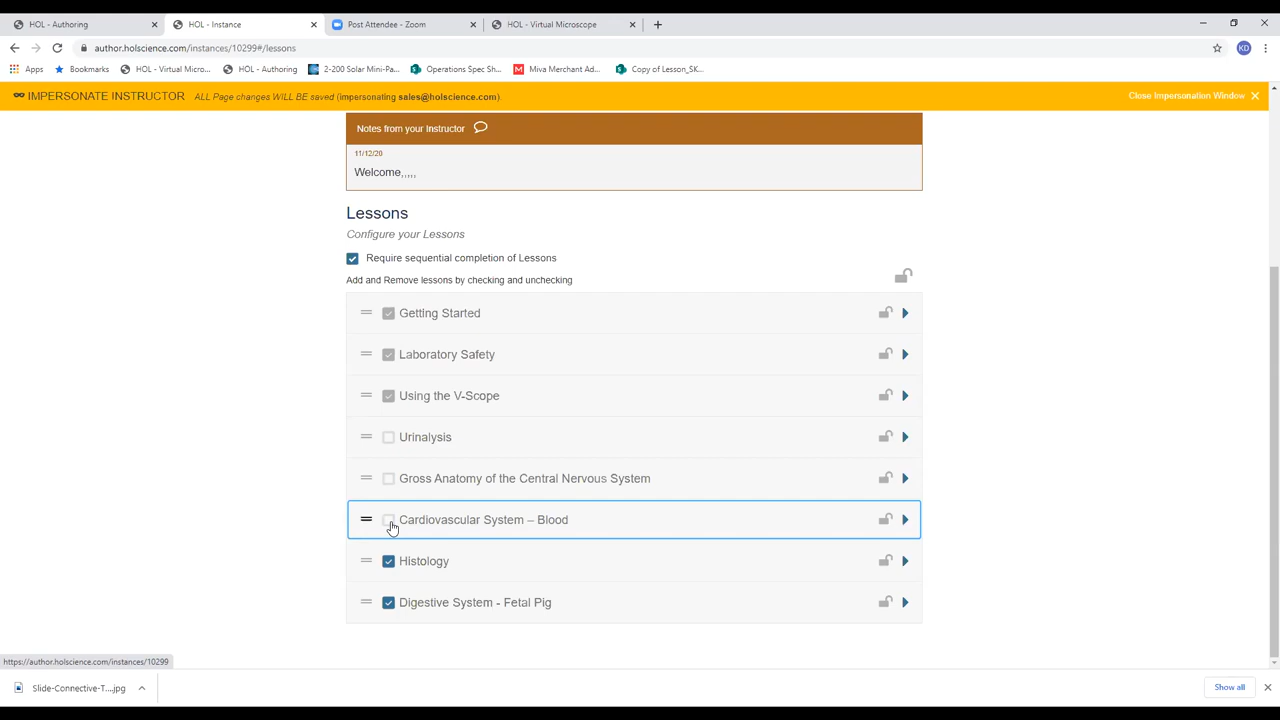 HOL - Authoring
HOL - Instance
Post Attendee - Zoom
HOL - Virtual Microscope
author.holscience.com/instances/10299#/lessons
KD
Apps
Bookmarks
HOL - Virtual Micro...
HOL - Authoring
2-200 Solar Mini-Pa...
Operations Spec Sh...
Miva Merchant Ad...
Copy of Lesson_SK...
IMPERSONATE INSTRUCTOR ALL Page changes WILL BE saved (impersonating sales@holscience.com)
Close Impersonation Window
Notes from your Instructor
11/12/20
Welcome,,,,,
Lessons
Configure your Lessons
Require sequential completion of Lessons
Add and Remove lessons by checking and unchecking
Getting Started
Laboratory Safety
Using the V-Scope
Urinalysis
Gross Anatomy of the Central Nervous System
Cardiovascular System – Blood
Histology
Digestive System - Fetal Pig
https://author.holscience.com/instances/10299
Slide-Connective-T....jpg
Show all